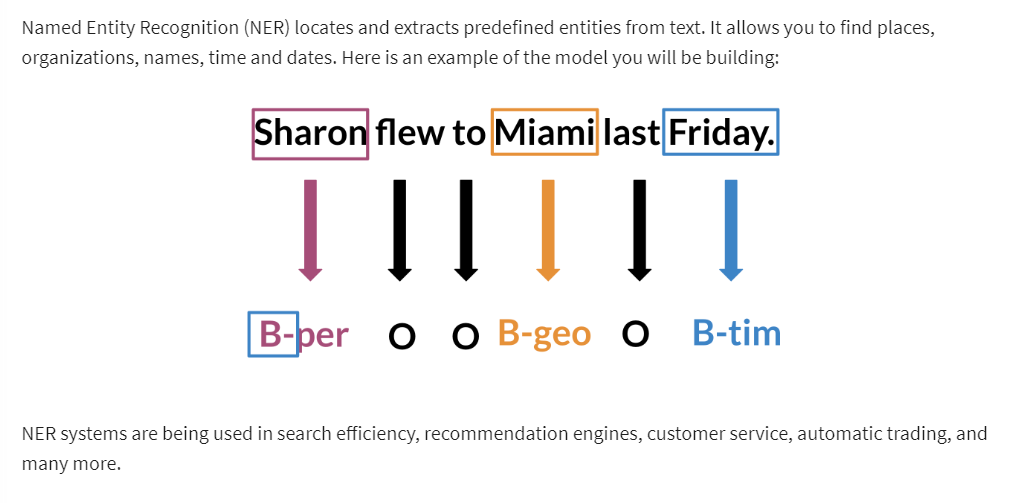 Named Entity Recognition (NER) locates and extracts predefined entities from text. It allows you to find places,
organizations, names, time and dates. Here is an example of the model you will be building:
Sharon flew to Miami last Friday.
B-per O O B-geo O B-tim
NER systems are being used in search efficiency, recommendation engines, customer service, automatic trading, and
many more.